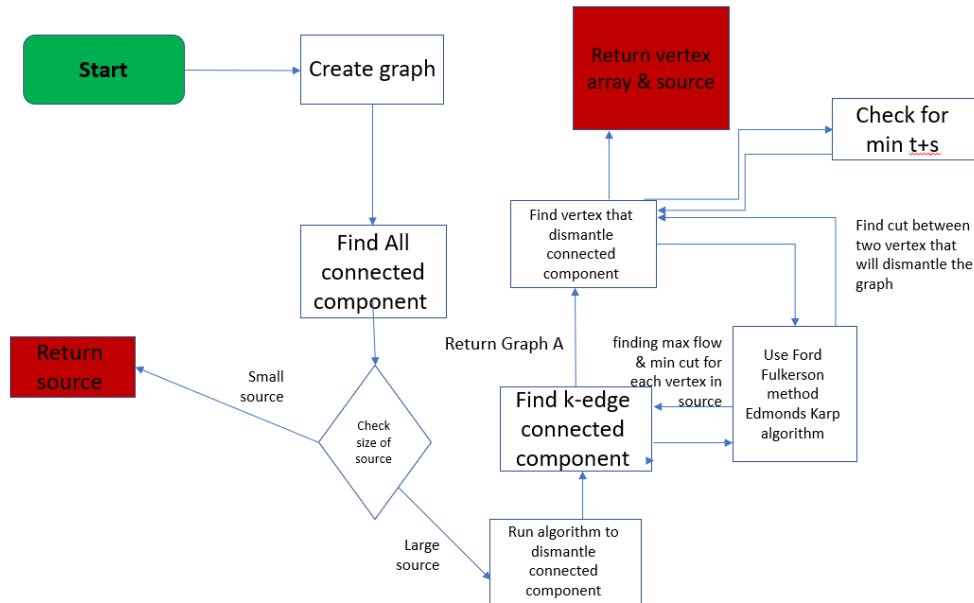 Start
Create graph
Return vertex
array & source
Check for
min t+s
Find All
connected
component
Find vertex that
dismantle
connected
component
Find cut between
two vertex that
will dismantle the
graph
Return
source
Small
source
Check
size of
source
Return Graph A
finding max flow
& min cut for
each vertex in
source
Use Ford
Fulkerson
method
Edmonds Karp
algorithm
Find k-edge
connected
component
Large
source
Run algorithm to
dismantle
connected
component